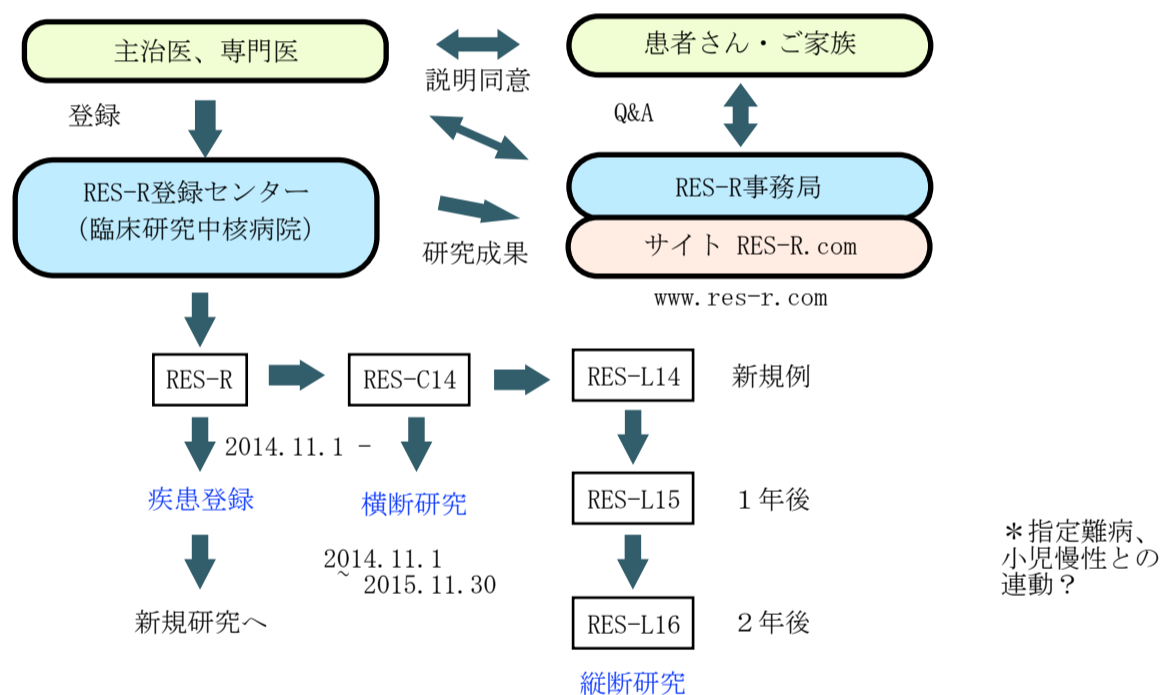 主治医、専門医
患者さん・ご家族
説明同意
登録
Q&A
RES-R登録センター
(臨床研究中核病院)
RES-R事務局
サイト RES-R.com
研究成果
www.res-r.com
RES-R
RES-C14
RES-L14
新規例
2014.11.1 -
疾患登録
横断研究
RES-L15
１年後
2014.11.1
~ 2015.11.30
新規研究へ
RES-L16
２年後
縦断研究
＊指定難病、
小児慢性との
連動？